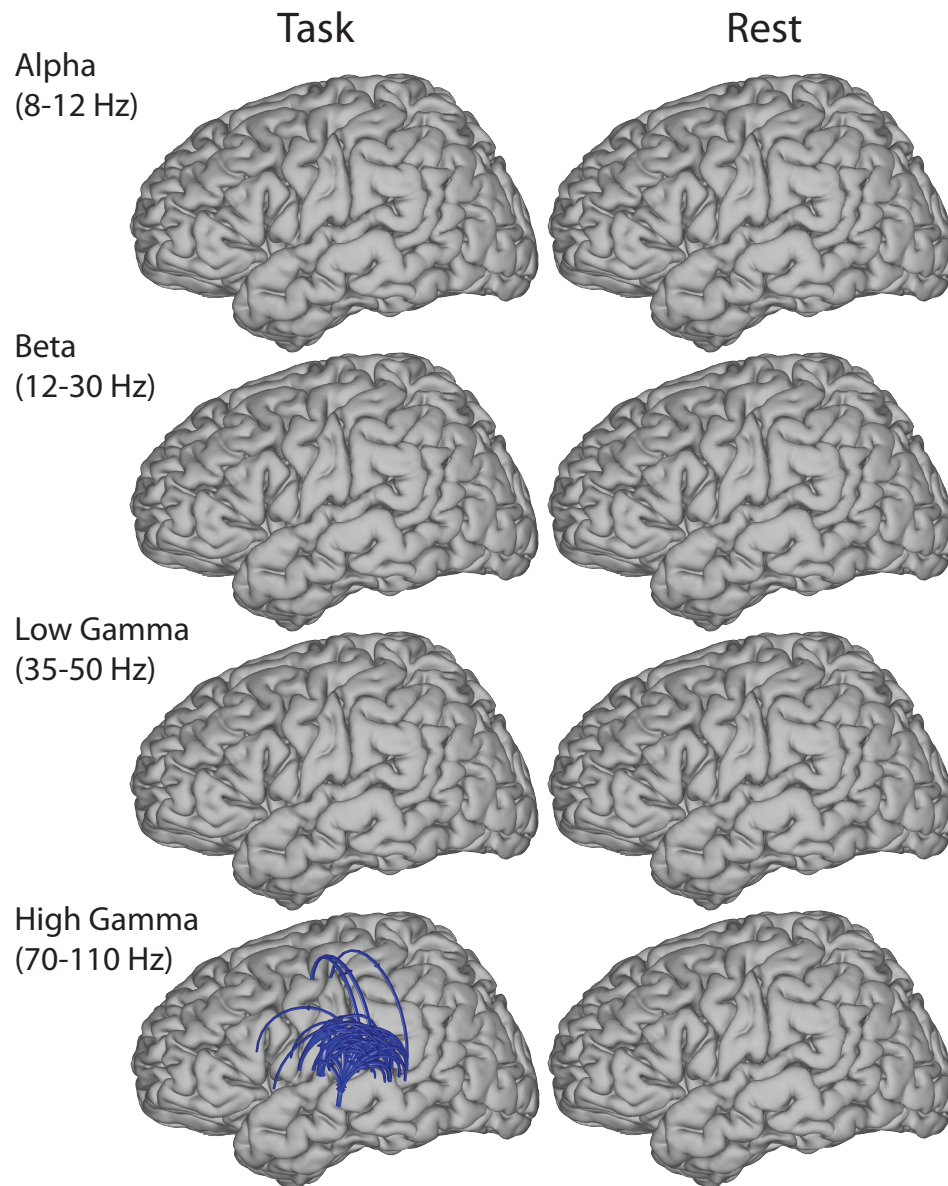 Task
Rest
Alpha
(8-12 Hz)
Beta
(12-30 Hz)
Low Gamma
(35-50 Hz)
High Gamma
(70-110 Hz)